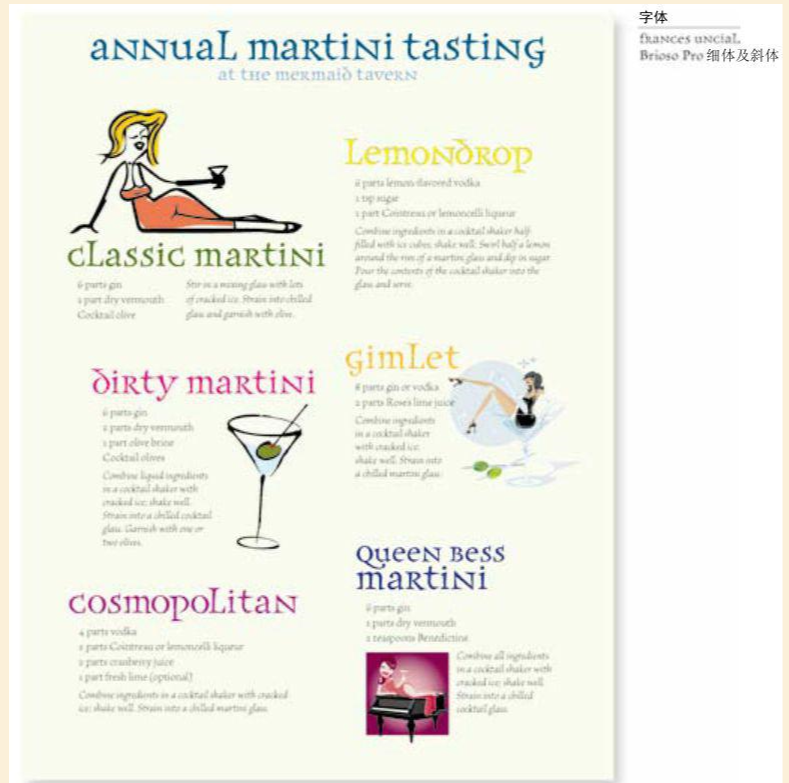 annual martini tasting
at the mermaid tavern
classic martini
6 parts gin
1 part dry vermouth
Cocktail olive
Stir in a mixing glass with lots
of cracked ice. Strain into chilled
glass and garnish with olive.
Lemondrop
6 parts lemon-flavored vodka
1 tsp sugar
1 part Cointreau or lemoncelli liqueur
Combine ingredients in a cocktail shaker half-
filled with ice cubes; shake well. Swirl half a lemon
around the rim of a martini glass and dip in sugar.
Pour the contents of the cocktail shaker into the
glass and serve.
dirty martini
6 parts gin
2 parts dry vermouth
1 part olive brine
Cocktail olives
Combine liquid ingredients
in a cocktail shaker with
cracked ice; shake well.
Strain into a chilled cocktail
glass. Garnish with one or
two olives.
gimlet
8 parts gin or vodka
2 parts Rose's lime juice
Combine ingredients
in a cocktail shaker
with cracked ice;
shake well. Strain into
a chilled martini glass.
cosmopolitan
4 parts vodka
2 parts Cointreau or lemoncelli liqueur
2 parts cranberry juice
1 part fresh lime (optional)
Combine ingredients in a cocktail shaker with cracked
ice; shake well. Strain into a chilled martini glass.
Queen Bess
martini
6 parts gin
1 parts dry vermouth
2 teaspoons Benedictine
Combine all ingredients
in a cocktail shaker with
cracked ice; shake well.
Strain into a chilled
cocktail glass.
字体
frances uncial
Brioso Pro 细体及斜体